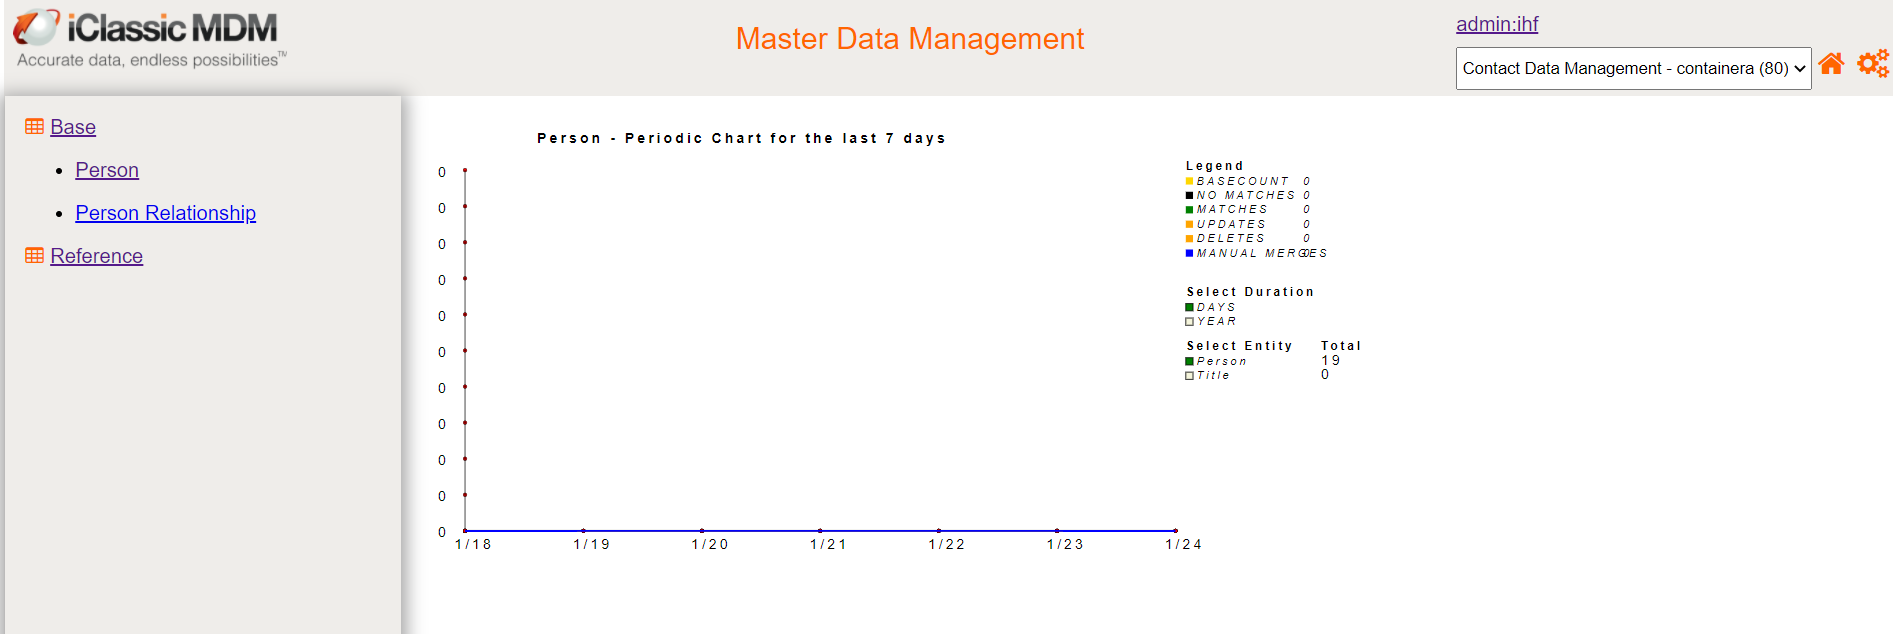 iClassic MDM
Accurate data, endless possibilities™
Master Data Management
admin:ihf
Contact Data Management - containera (80)
Base
Person
Person Relationship
Reference
Person - Periodic Chart for the last 7 days
0
0
0
0
0
0
0
0
0
0
0
1/18 1/19 1/20 1/21 1/22 1/23 1/24
Legend
BASECOUNT 0
NO MATCHES 0
MATCHES 0
UPDATES 0
DELETES 0
MANUAL MERGES 0
Select Duration
DAYS
YEAR
Select Entity Total
Person 19
Title 0